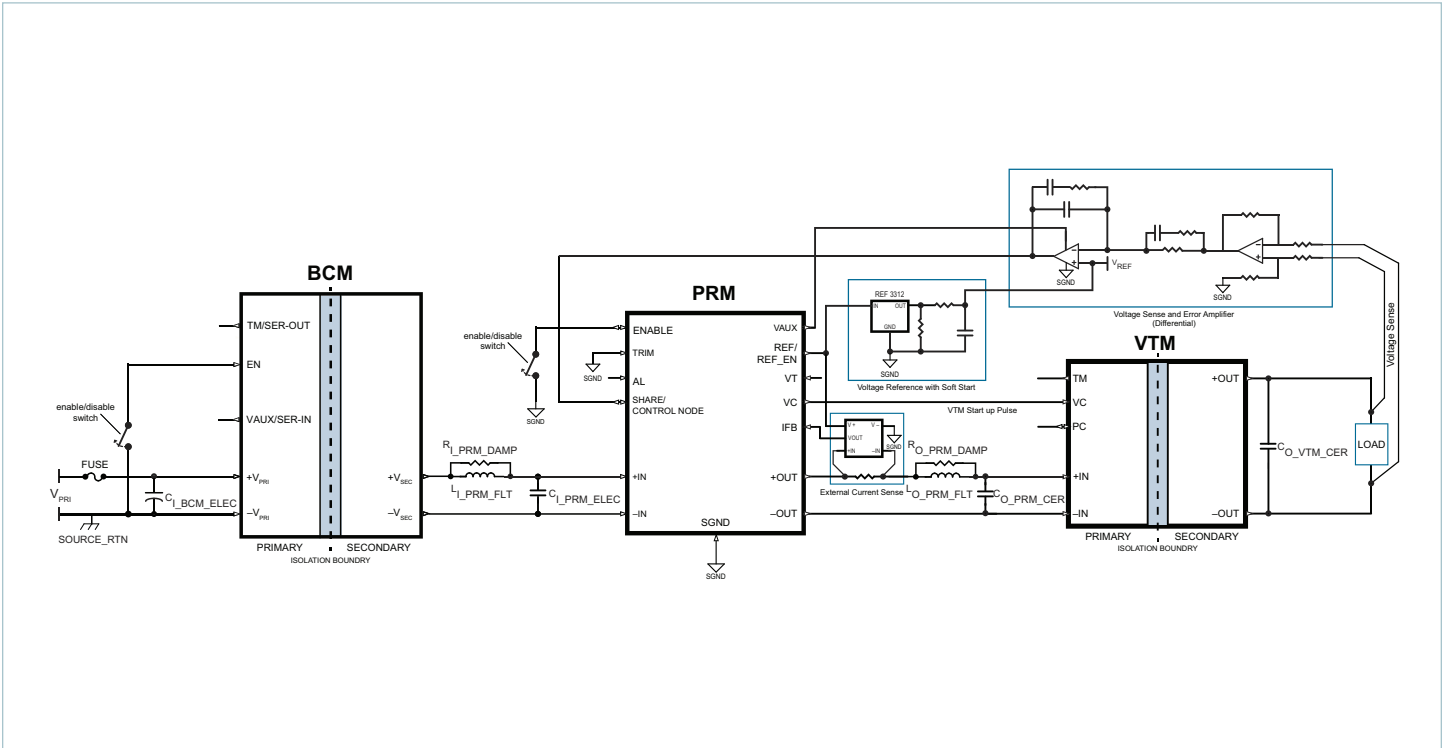 BCM
TM/SER-OUT
EN
VAUX/SER-IN
+VPRI
–VPRI
+VSEC
–VSEC
PRIMARY
SECONDARY
ISOLATION BOUNDRY
enable/disable
switch
FUSE
VPRI
CI_BCM_ELEC
SOURCE_RTN
RI_PRM_DAMP
LI_PRM_FLT
CI_PRM_ELEC
enable/disable
switch
SGND
SGND
PRM
ENABLE
TRIM
AL
SHARE/
CONTROL NODE
+IN
–IN
VAUX
REF/
REF_EN
VT
VC
IFB
+OUT
–OUT
SGND
SGND
REF 3312
IN
OUT
GND
SGND
Voltage Reference with Soft Start
VTM Start up Pulse
V +
V –
VOUT
+IN
–IN
SGND
External Current Sense
RO_PRM_DAMP
LO_PRM_FLT
CO_PRM_CER
–
+
SGND
VREF
–
+
SGND
Voltage Sense and Error Amplifier
(Differential)
VTM
TM
VC
PC
+IN
–IN
+OUT
–OUT
PRIMARY
SECONDARY
ISOLATION BOUNDRY
CO_VTM_CER
LOAD
Voltage Sense